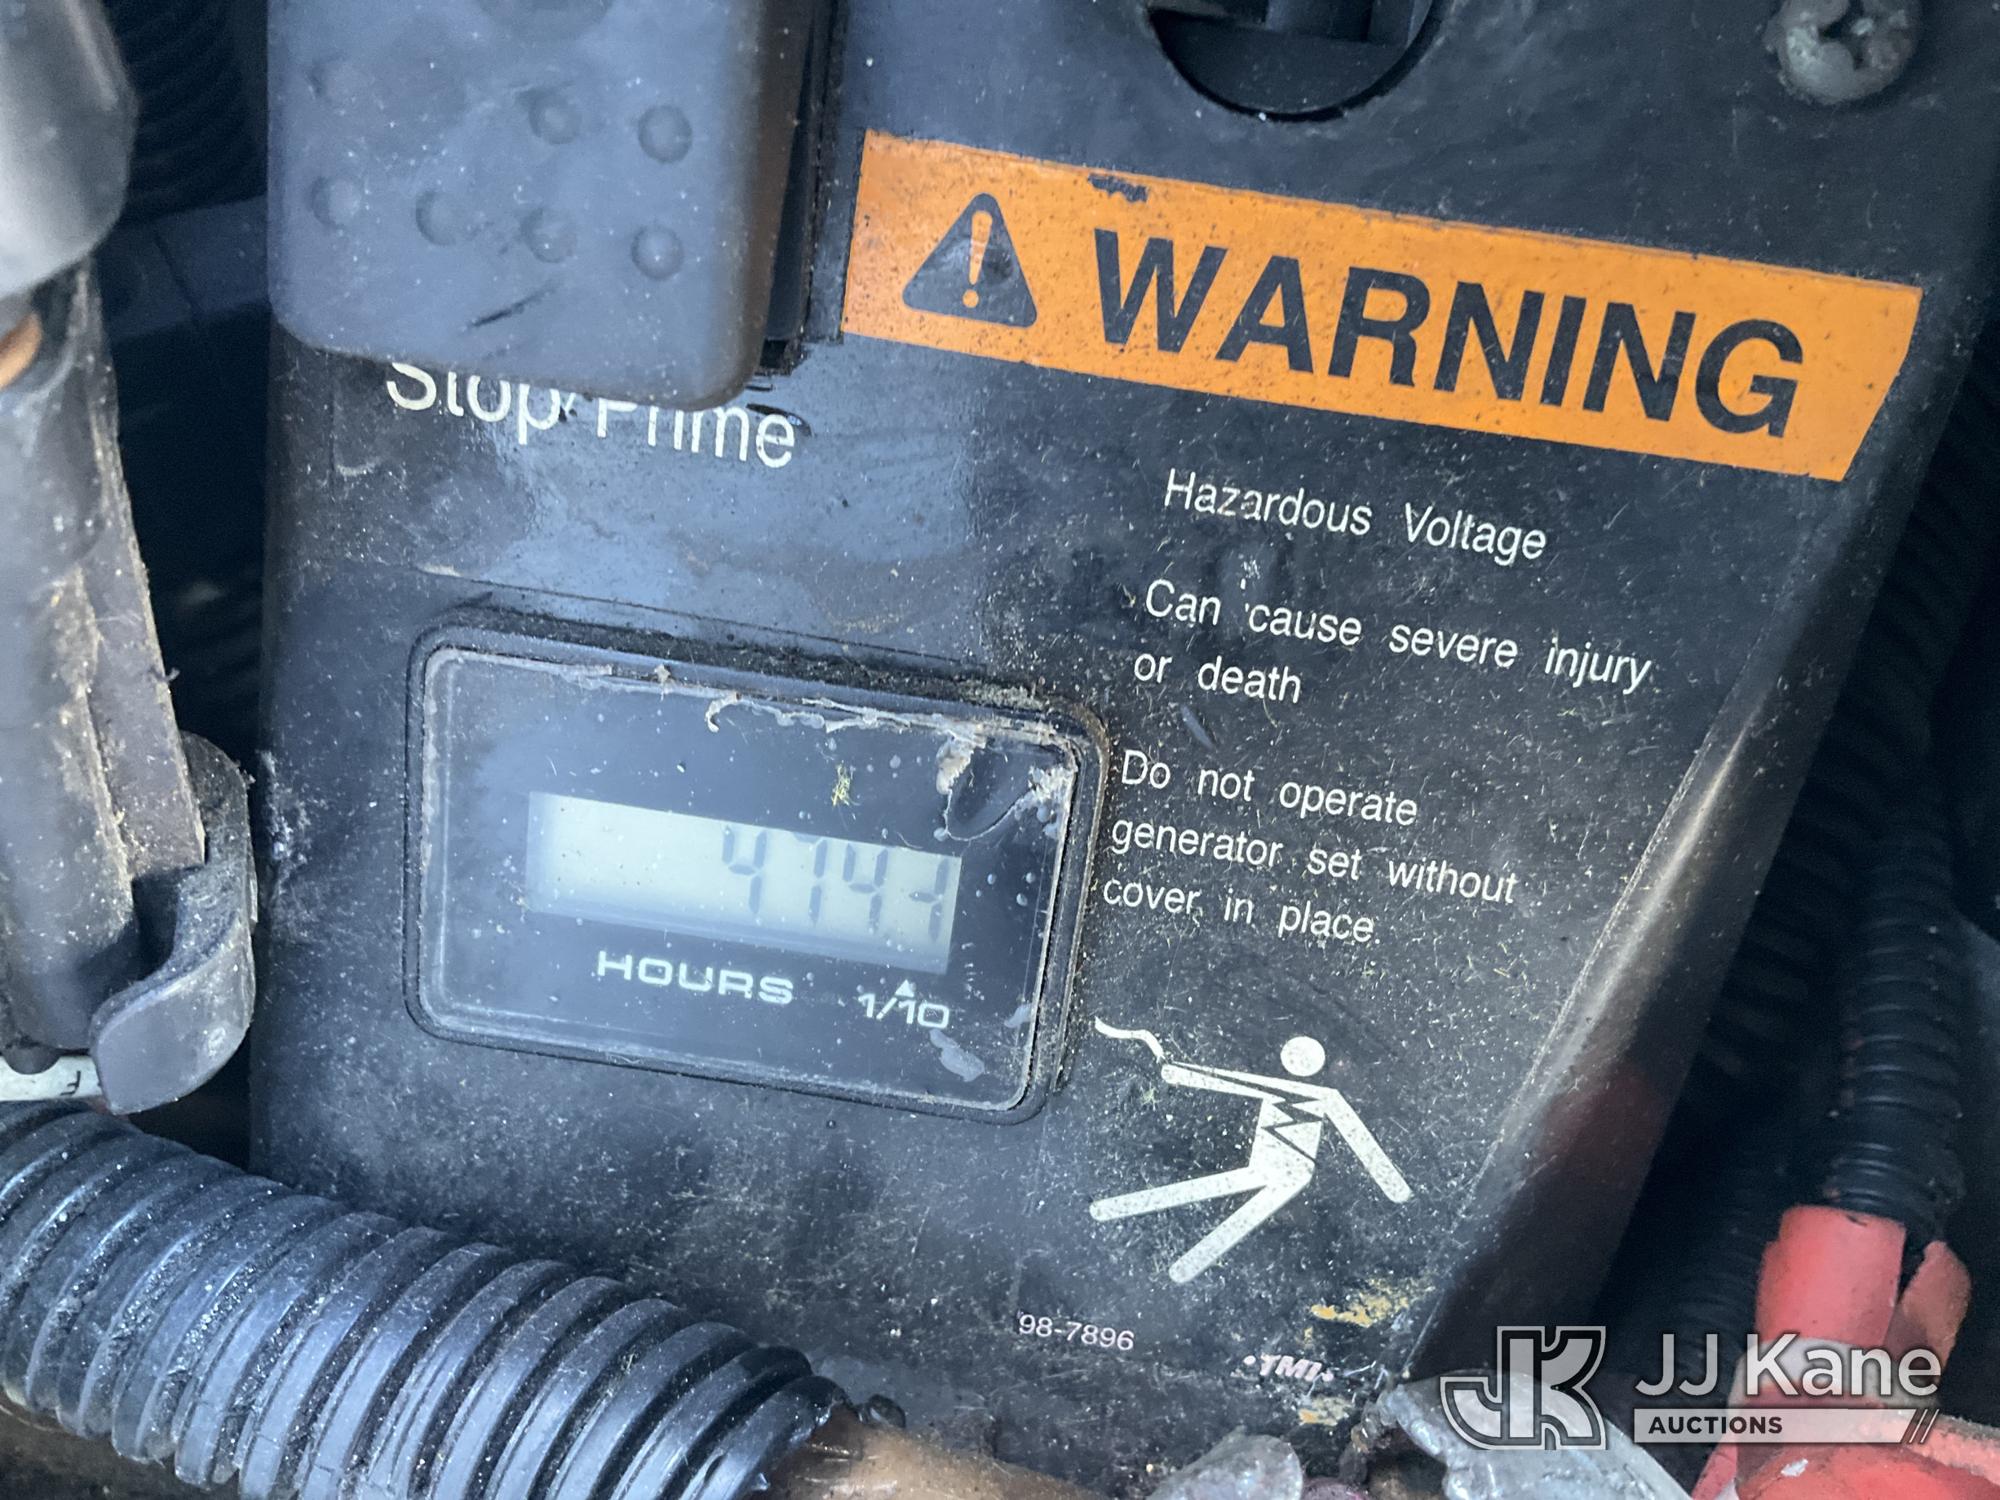 Stop/Prime
WARNING
Hazardous Voltage
Can cause severe injury
or death
Do not operate
generator set without
cover in place.
HOURS 1/10
98-7896
TMI
JK JJ Kane
AUCTIONS